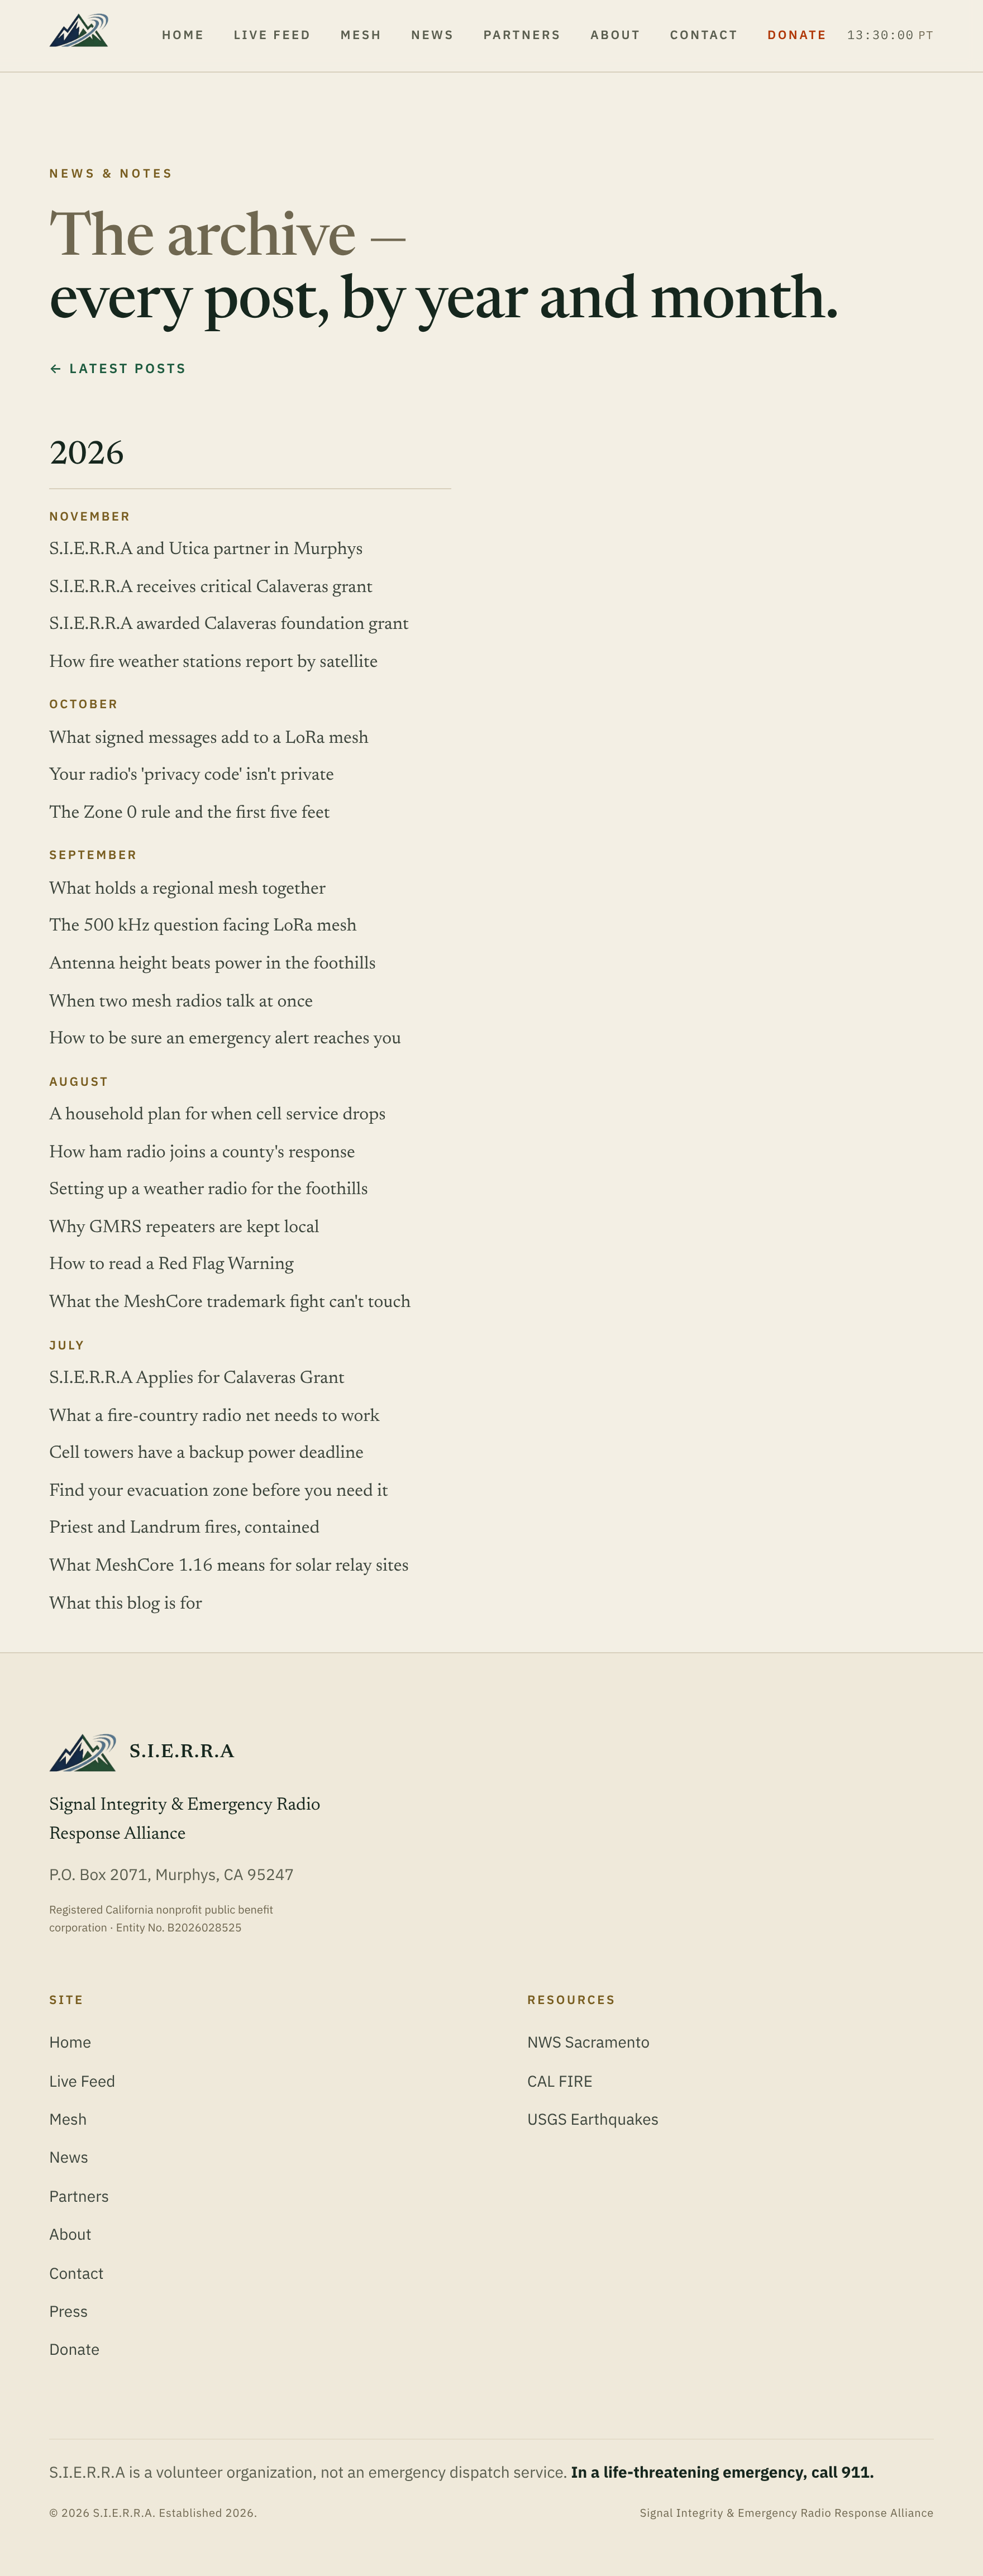 HOME LIVE FEED MESH NEWS PARTNERS ABOUT CONTACT DONATE 13:30:00 PT
NEWS & NOTES
The archive —
every post, by year and month.
← LATEST POSTS
2026
NOVEMBER
S.I.E.R.R.A and Utica partner in Murphys
S.I.E.R.R.A receives critical Calaveras grant
S.I.E.R.R.A awarded Calaveras foundation grant
How fire weather stations report by satellite
OCTOBER
What signed messages add to a LoRa mesh
Your radio's 'privacy code' isn't private
The Zone 0 rule and the first five feet
SEPTEMBER
What holds a regional mesh together
The 500 kHz question facing LoRa mesh
Antenna height beats power in the foothills
When two mesh radios talk at once
How to be sure an emergency alert reaches you
AUGUST
A household plan for when cell service drops
How ham radio joins a county's response
Setting up a weather radio for the foothills
Why GMRS repeaters are kept local
How to read a Red Flag Warning
What the MeshCore trademark fight can't touch
JULY
S.I.E.R.R.A Applies for Calaveras Grant
What a fire-country radio net needs to work
Cell towers have a backup power deadline
Find your evacuation zone before you need it
Priest and Landrum fires, contained
What MeshCore 1.16 means for solar relay sites
What this blog is for
S.I.E.R.R.A
Signal Integrity & Emergency Radio
Response Alliance
P.O. Box 2071, Murphys, CA 95247
Registered California nonprofit public benefit
corporation · Entity No. B2026028525
SITE
Home
Live Feed
Mesh
News
Partners
About
Contact
Press
Donate
RESOURCES
NWS Sacramento
CAL FIRE
USGS Earthquakes
S.I.E.R.R.A is a volunteer organization, not an emergency dispatch service. In a life-threatening emergency, call 911.
© 2026 S.I.E.R.R.A. Established 2026.
Signal Integrity & Emergency Radio Response Alliance